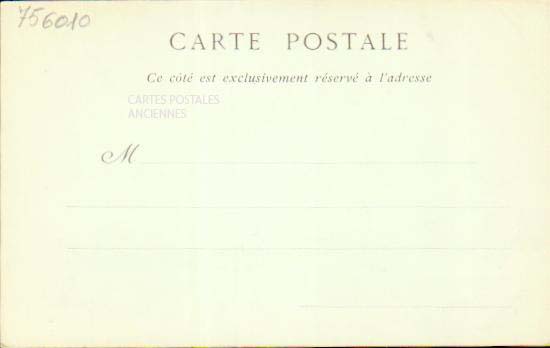 756010
CARTE POSTALE
Ce côté est exclusivement réservé à l'adresse
CARTES POSTALES
ANCIENNES
M